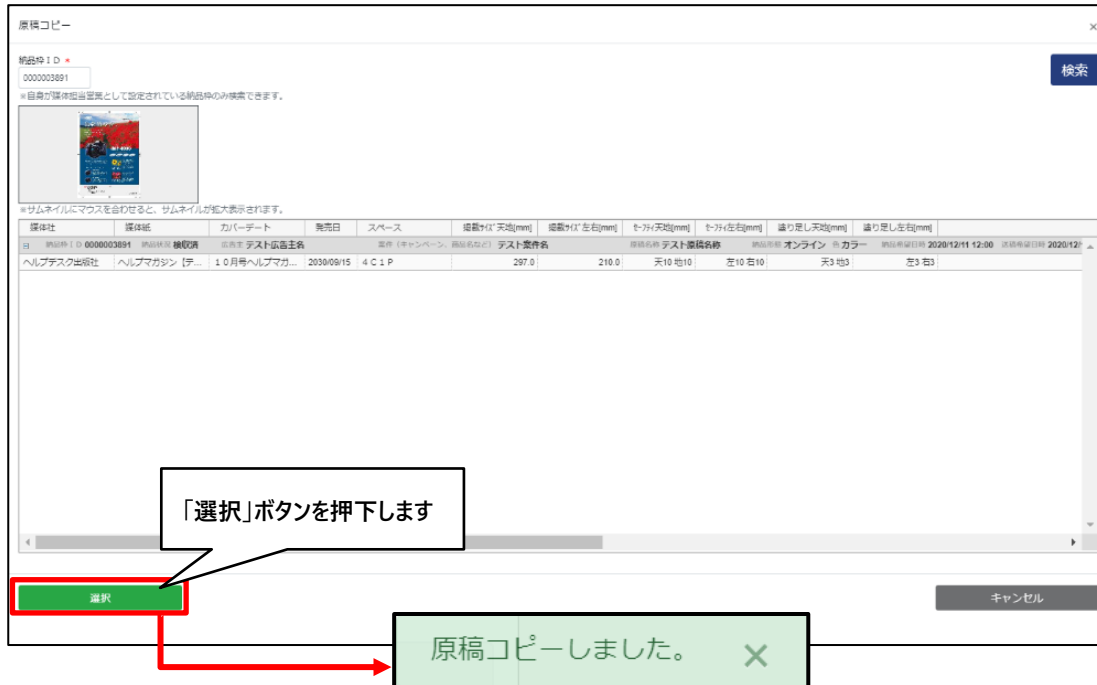 原稿コピー ×
納品枠ID *
0000003891
検索
※自身が媒体担当営業として設定されている納品枠のみ検索できます。
※サムネイルにマウスを合わせると、サムネイルが拡大表示されます。
媒体社 媒体紙 カバーデート 発売日 スペース 掲載サイズ 天地[mm] 掲載サイズ 左右[mm] セーフティ天地[mm] セーフティ左右[mm] 塗り足し天地[mm] 塗り足し左右[mm]
納品枠ID 0000003891 納品状況 検収済 広告主 テスト広告主名 案件（キャンペーン、商品名など） テスト案件名 原稿名称 テスト原稿名称 納品形態 オンライン 色 カラー 納品希望日時 2020/12/11 12:00 送稿希望日時 2020/12
ヘルプデスク出版社 ヘルプマガジン【テ... 10月号ヘルプマガ... 2030/09/15 4C1P 297.0 210.0 天10 地10 左10 右10 天3 地3 左3 右3
「選択」ボタンを押下します
選択 キャンセル
原稿コピーしました。 ×